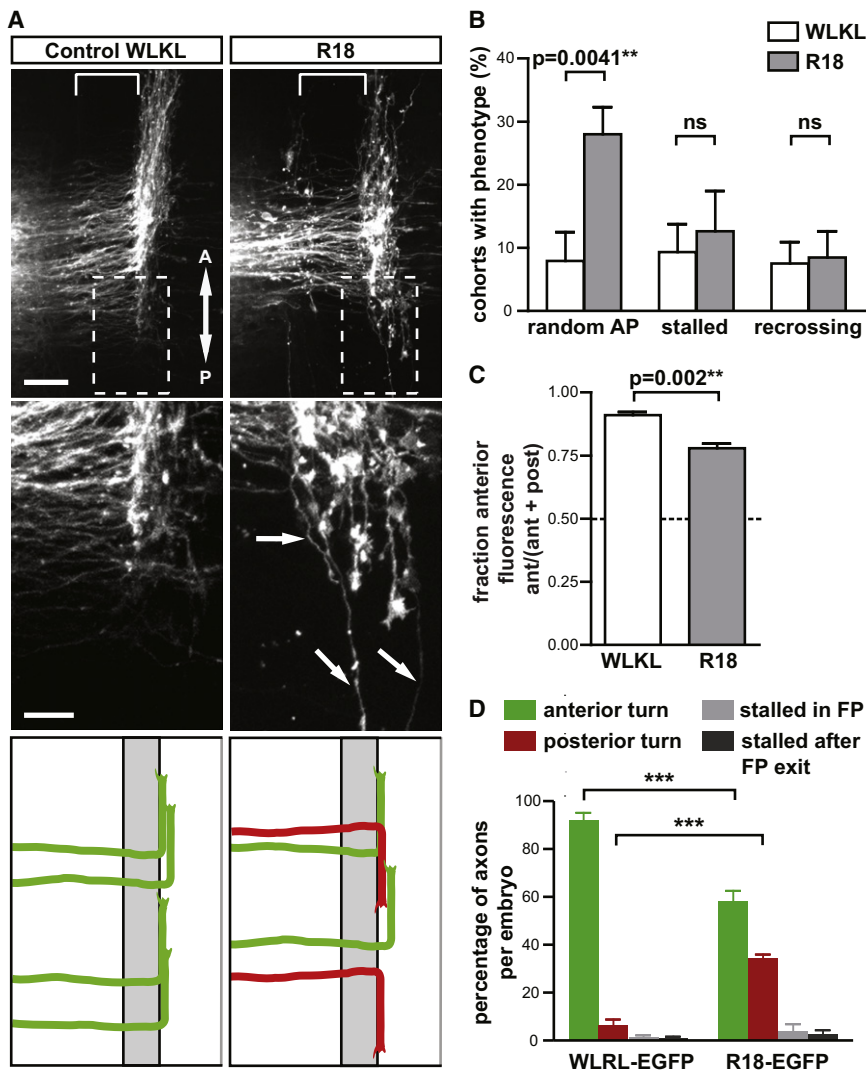 A
Control WLKL
R18
A
P
B
WLKL
R18
cohorts with phenotype (%)
40
30
20
10
0
p=0.0041**
ns
ns
random AP
stalled
recrossing
C
p=0.002**
fraction anterior
fluorescence
ant/(ant + post)
1.00
0.75
0.50
0.25
0.00
WLKL
R18
D
anterior turn
stalled in FP
posterior turn
stalled after
FP exit
percentage of axons
per embryo
100
80
60
40
20
0
***
***
WLRL-EGFP
R18-EGFP